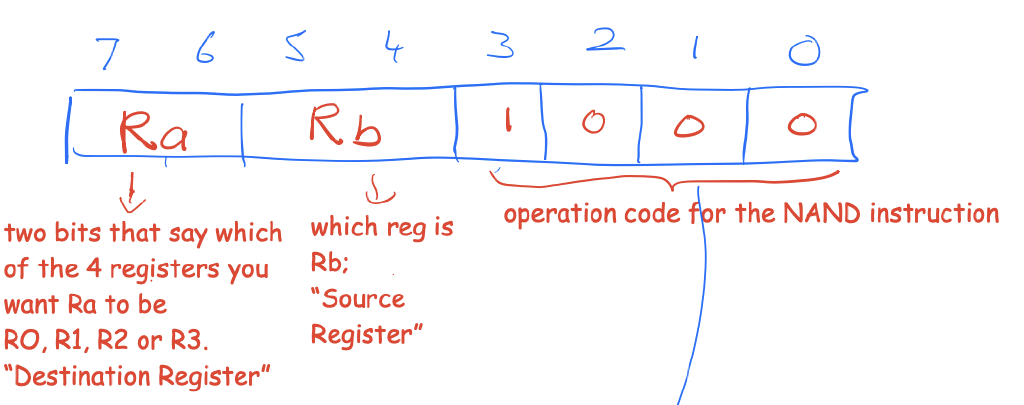 7 6 5 4 3 2 1 0
Ra Rb 1 0 0 0
two bits that say which
of the 4 registers you
want Ra to be
RO, R1, R2 or R3.
“Destination Register”
which reg is
Rb;
“Source
Register”
operation code for the NAND instruction